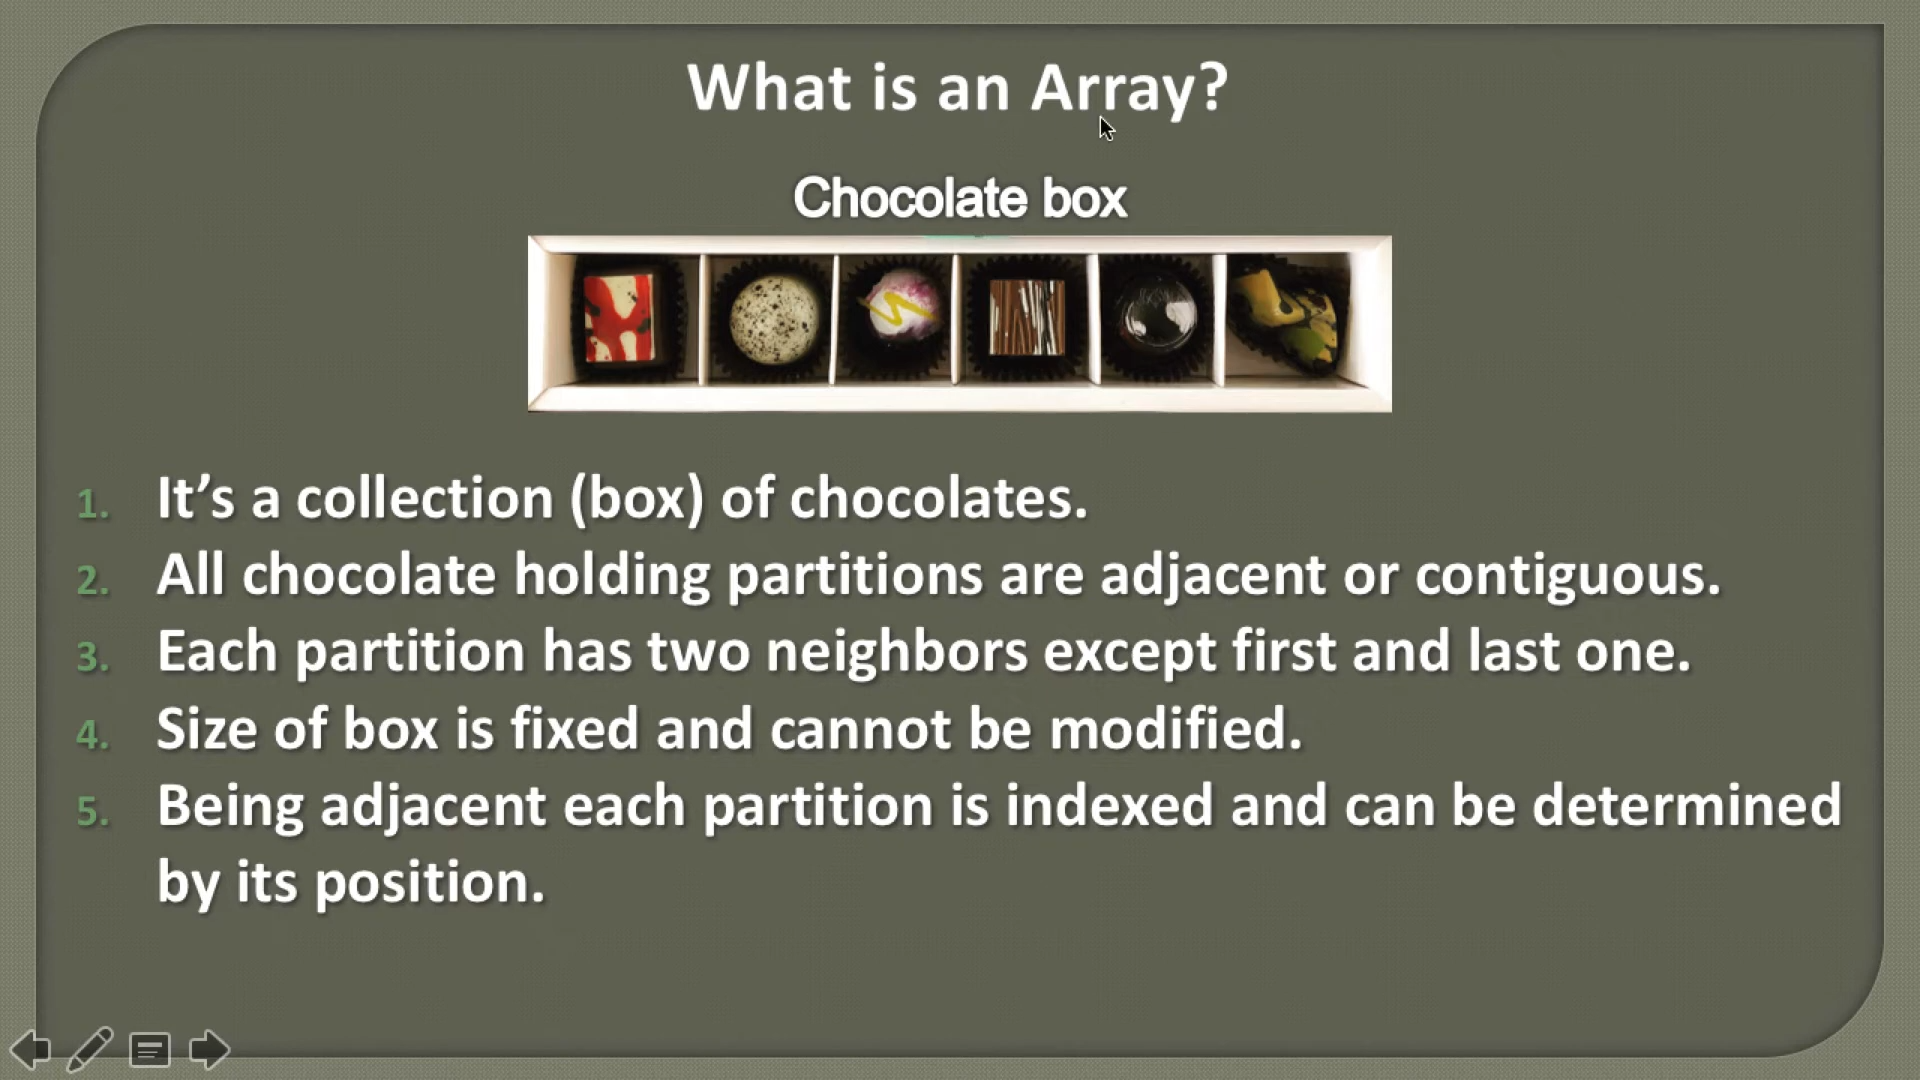 What is an Array?
Chocolate box
1. It’s a collection (box) of chocolates.
2. All chocolate holding partitions are adjacent or contiguous.
3. Each partition has two neighbors except first and last one.
4. Size of box is fixed and cannot be modified.
5. Being adjacent each partition is indexed and can be determined
by its position.